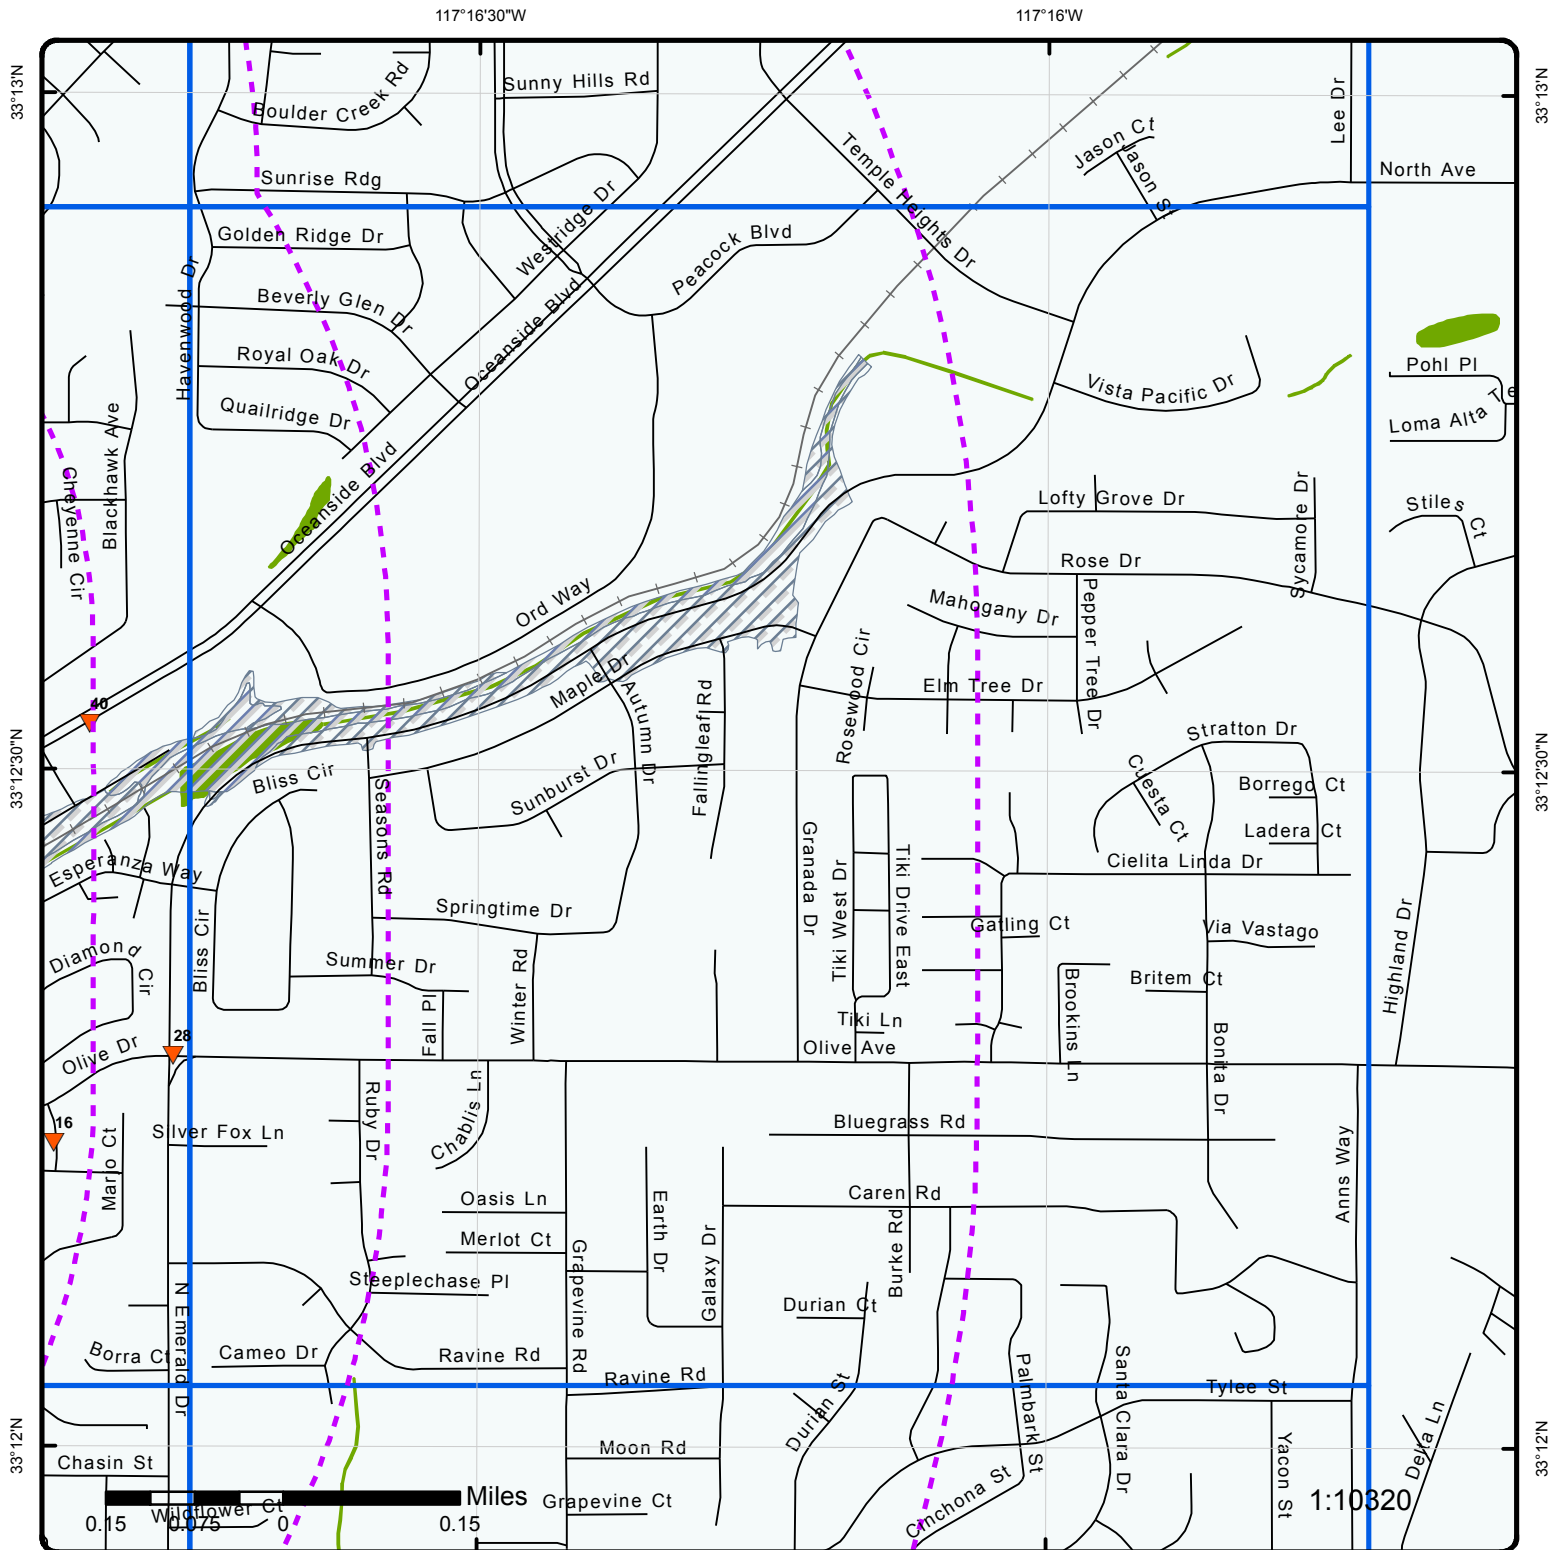 117°16'30"W
117°16'W
33°13'N
33°13'N
Boulder Creek Rd
Sunny Hills Rd
Lee Dr
Jason Ct
Jason St
North Ave
Temple Heights Dr
Sunrise Rdg
Westridge Dr
Golden Ridge Dr
Peacock Blvd
Havenwood Dr
Beverly Glen Dr
Oceanside Blvd
Royal Oak Dr
Quailridge Dr
Vista Pacific Dr
Pohl Pl
Loma Alta Te
Blackhawk Ave
Cheyenne Cir
Oceanside Blvd
Lofty Grove Dr
Sycamore Dr
Stiles Ct
Rose Dr
Ord Way
Mahogany Dr
Pepper Tree Dr
Rosewood Cir
Elm Tree Dr
Maple Dr
Autumn Dr
Fallingleaf Rd
40
Stratton Dr
33°12'30"N
33°12'30"N
Bliss Cir
Sunburst Dr
Cuesta Ct
Borrego Ct
Seasons Rd
Ladera Ct
Esperanza Way
Granada Dr
Tiki West Dr
Tiki Drive East
Cielita Linda Dr
Springtime Dr
Gatling Ct
Via Vastago
Highland Dr
Diamond Cir
Bliss Cir
Summer Dr
Winter Rd
Fall Pl
Brookins Ln
Britem Ct
Tiki Ln
Olive Dr
28
Olive Ave
Bonita Dr
Ruby Dr
Chablis Ln
16
Marjo Ct
Silver Fox Ln
Bluegrass Rd
Anns Way
Oasis Ln
Earth Dr
Caren Rd
Merlot Ct
Grapevine Rd
Galaxy Dr
Burke Rd
N Emerald Dr
Steeplechase Pl
Durian Ct
Borra Ct
Cameo Dr
Ravine Rd
Ravine Rd
Palmbark St
Santa Clara Dr
Tylee St
Durian St
Delta Ln
33°12'N
33°12'N
Moon Rd
Yacon St
Chasin St
Cinchona St
Miles
Grapevine Ct
1:10320
Wildflower Ct
0.15 0.075 0 0.15